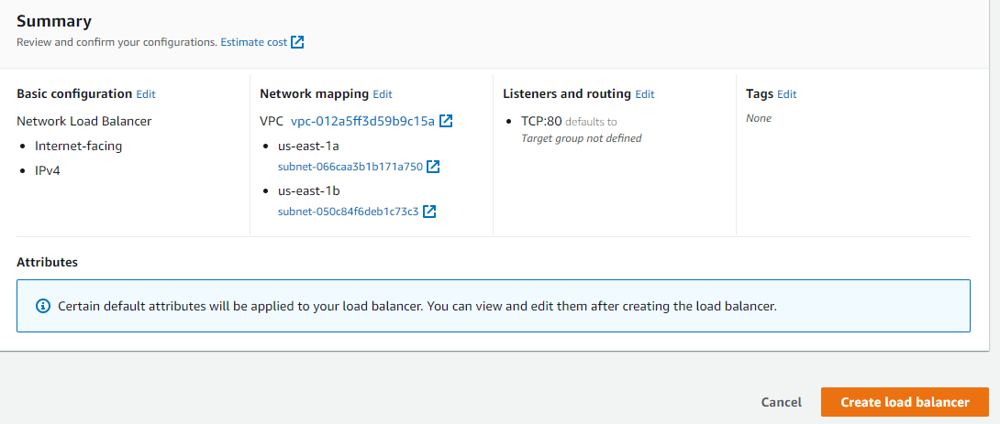 Summary
Review and confirm your configurations. Estimate cost
Basic configuration Edit
Network Load Balancer
• Internet-facing
• IPv4
Network mapping Edit
VPC vpc-012a5ff3d59b9c15a
• us-east-1a
subnet-066caa3b1b171a750
• us-east-1b
subnet-050c84f6deb1c73c3
Listeners and routing Edit
• TCP:80 defaults to
Target group not defined
Tags Edit
None
Attributes
Certain default attributes will be applied to your load balancer. You can view and edit them after creating the load balancer.
Cancel
Create load balancer